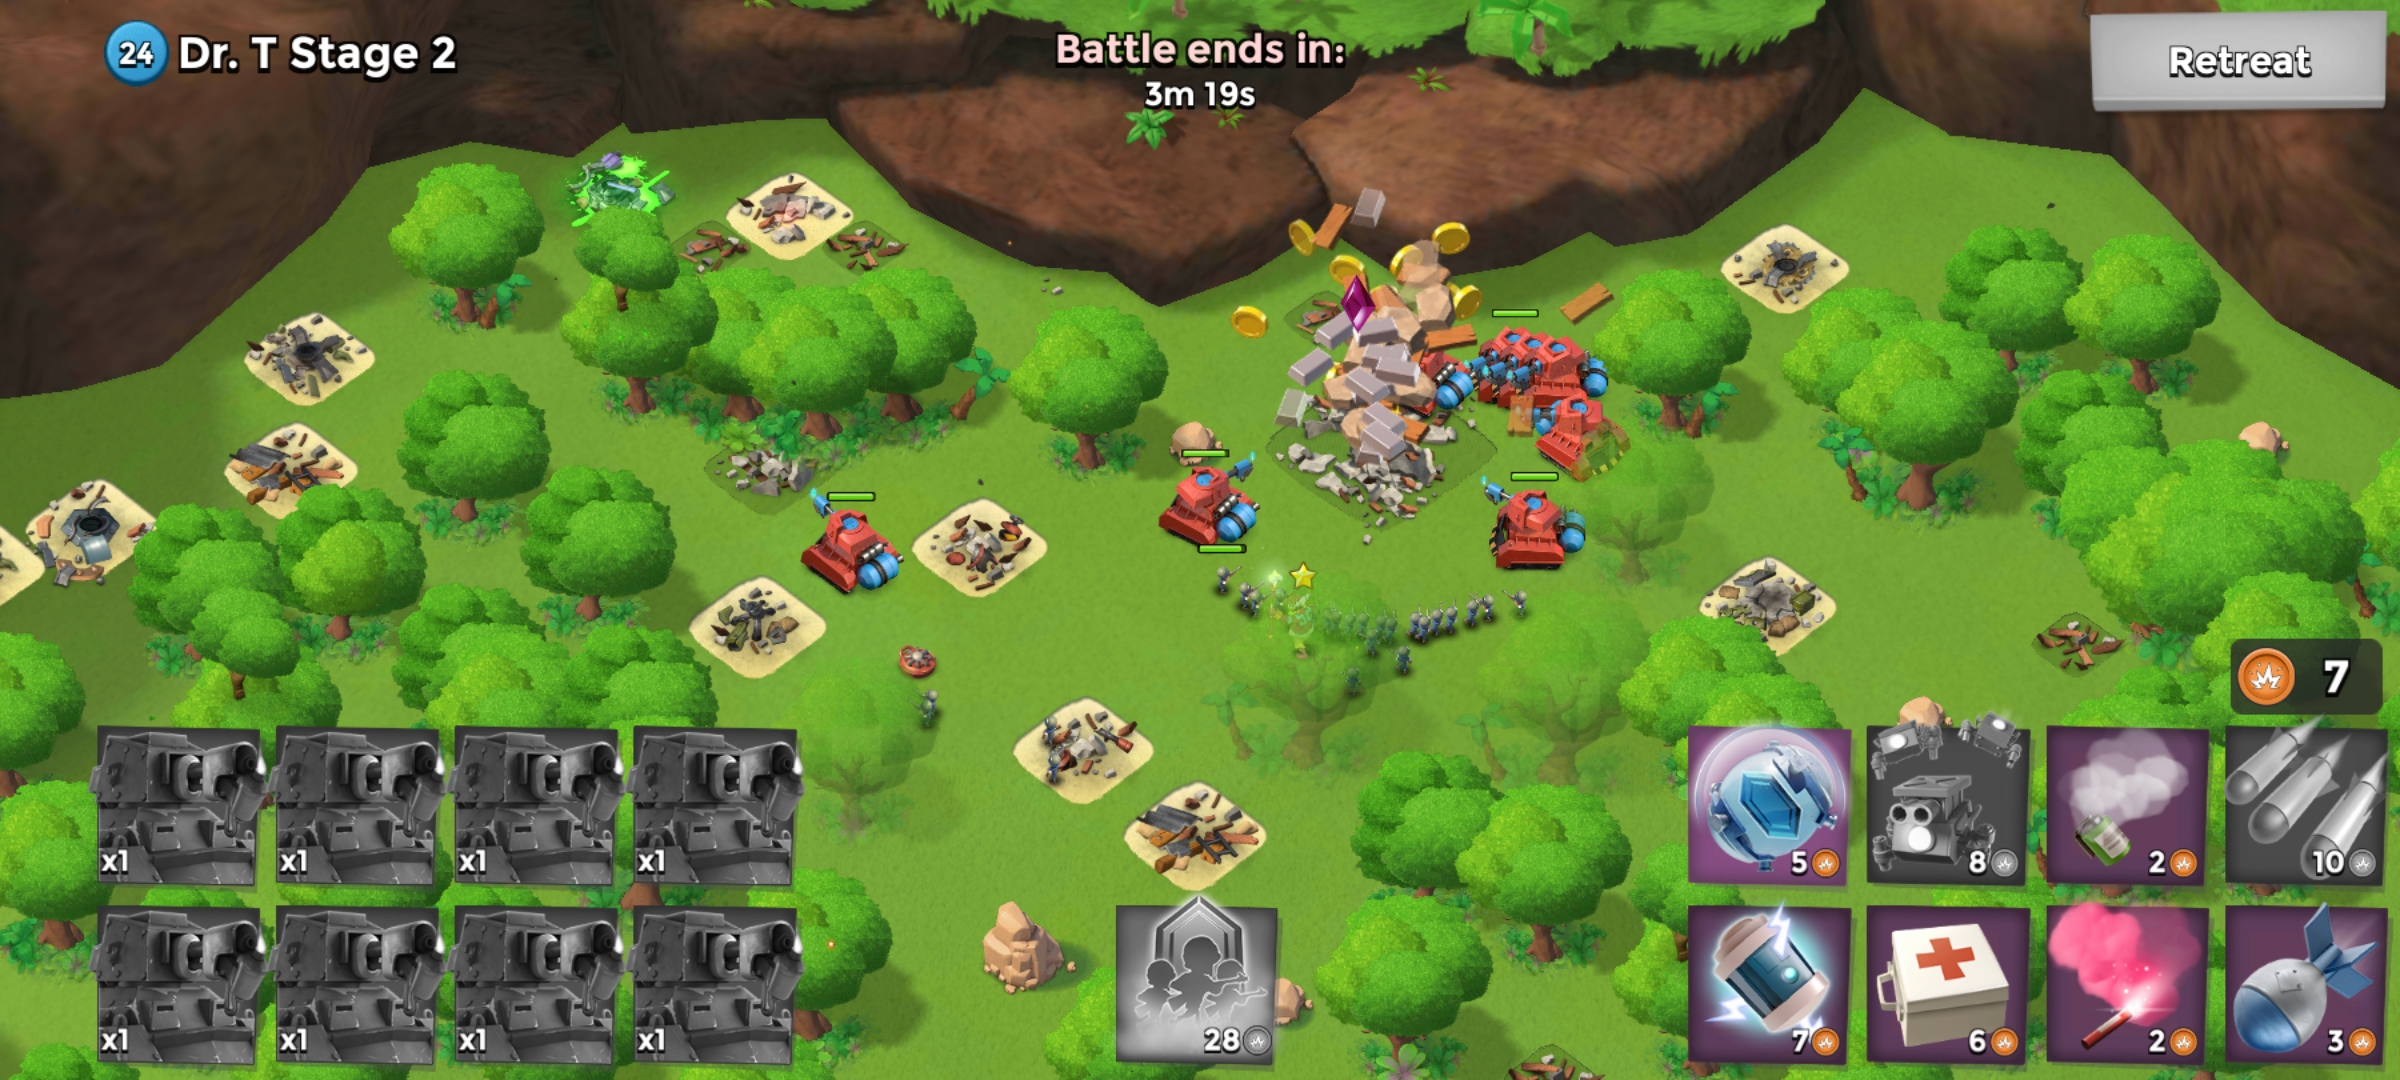 24 Dr. T Stage 2
Battle ends in:
3m 19s
Retreat
7
x1 x1 x1 x1
5 8 2 10
x1 x1 x1 x1
28
7 6 2 3